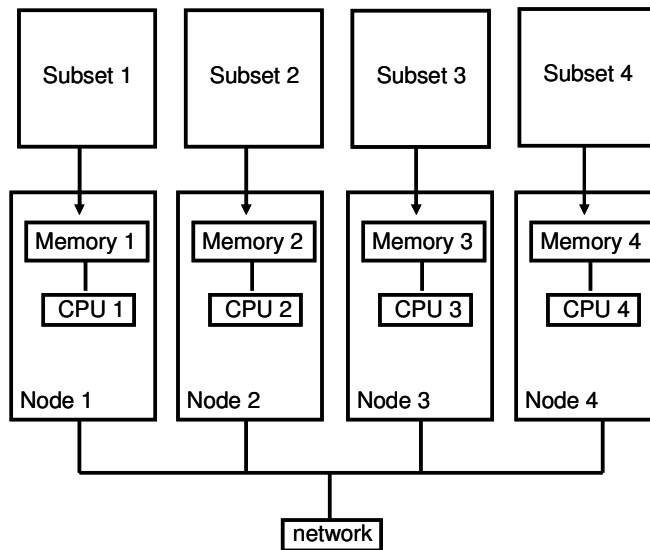 Subset 1
Subset 2
Subset 3
Subset 4
Memory 1
Memory 2
Memory 3
Memory 4
CPU 1
CPU 2
CPU 3
CPU 4
Node 1
Node 2
Node 3
Node 4
network